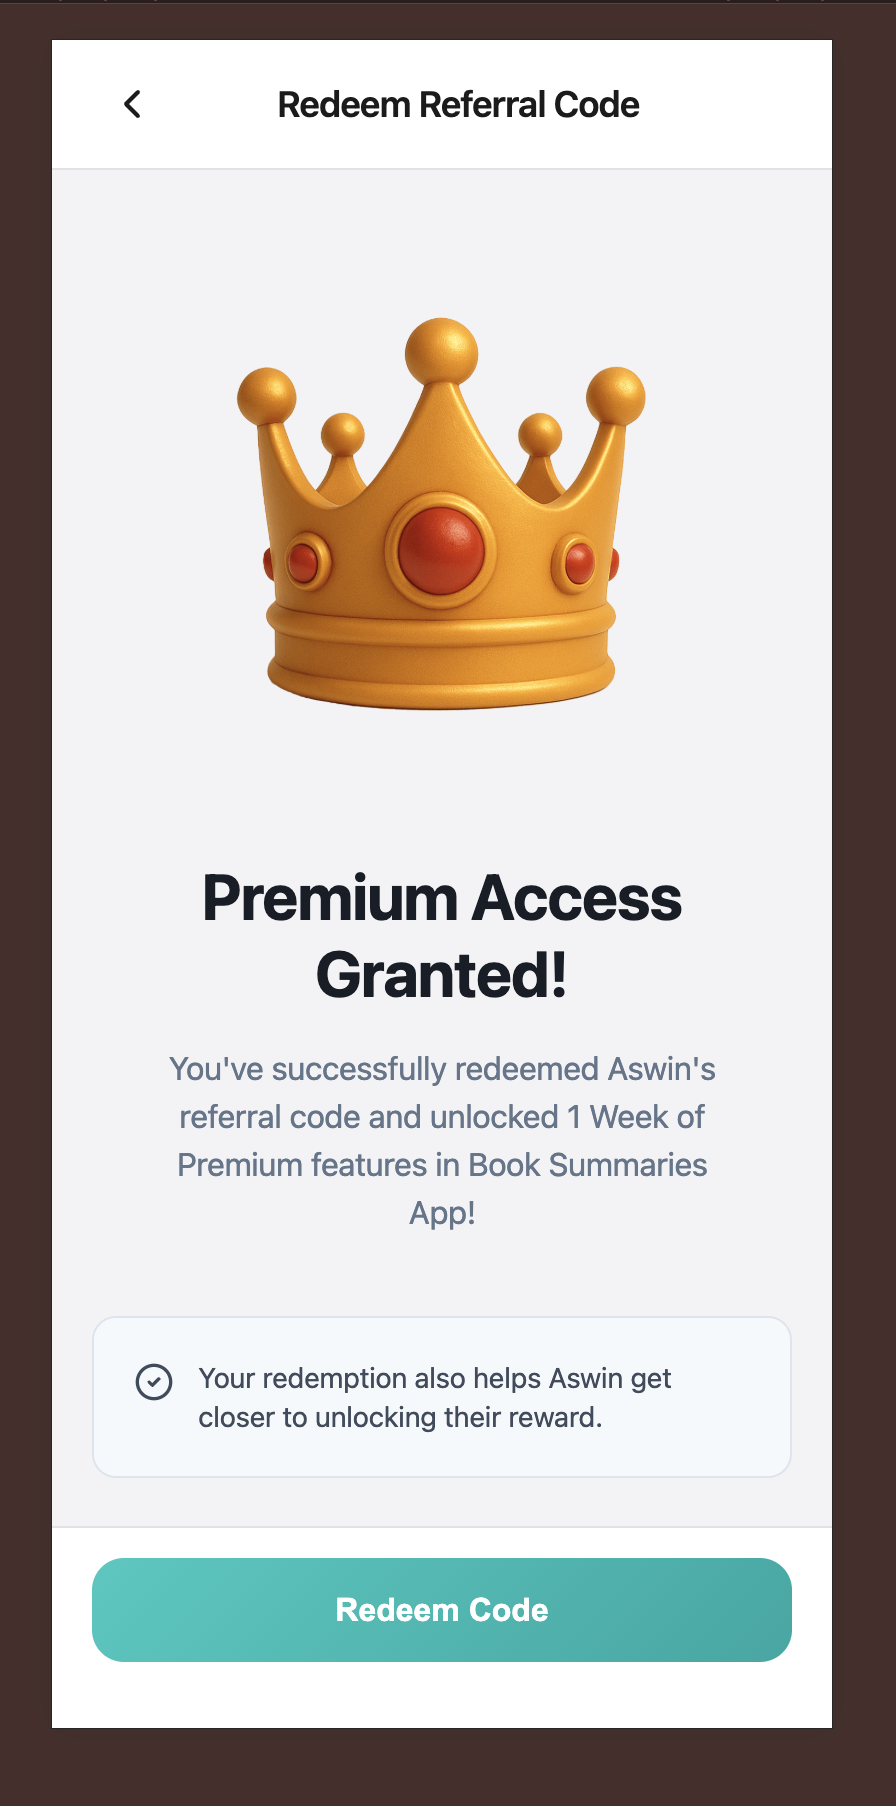 Redeem Referral Code
Premium Access
Granted!
You've successfully redeemed Aswin's
referral code and unlocked 1 Week of
Premium features in Book Summaries
App!
Your redemption also helps Aswin get
closer to unlocking their reward.
Redeem Code